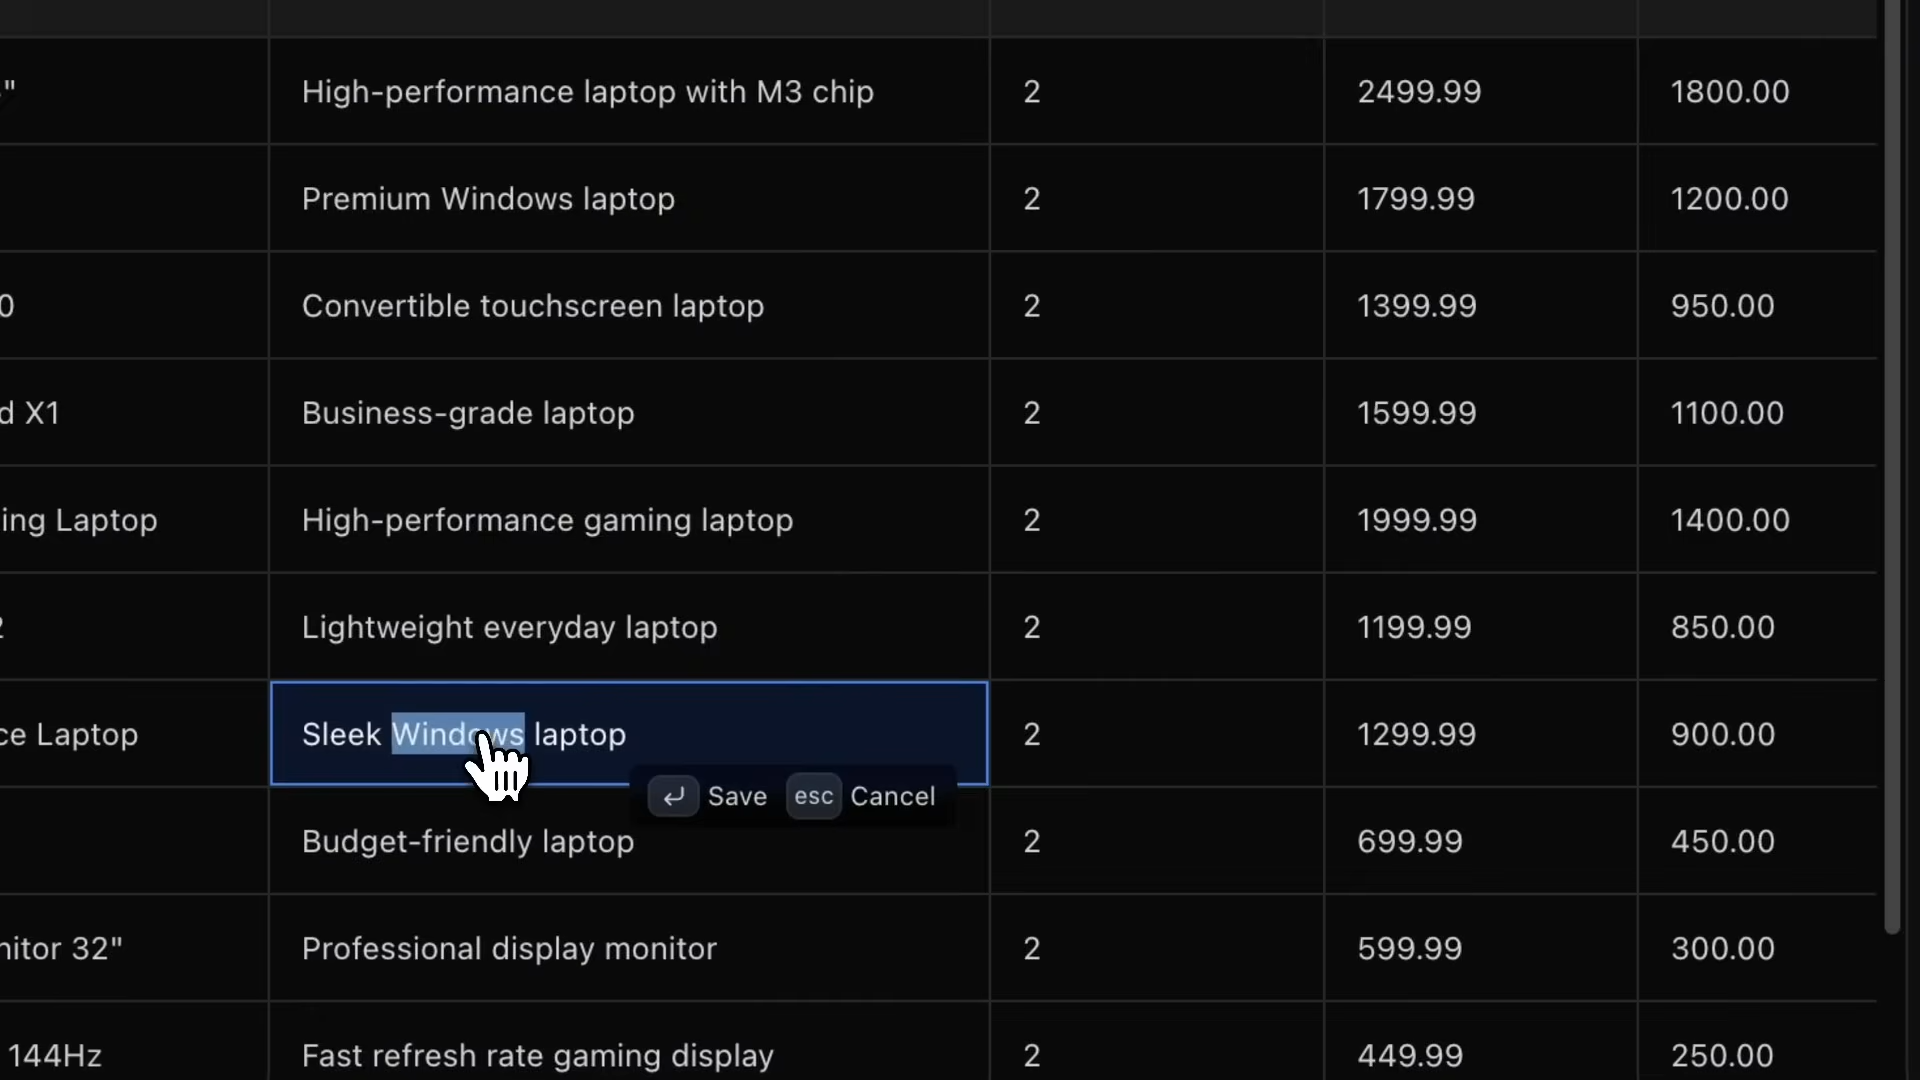 " High-performance laptop with M3 chip 2 2499.99 1800.00
Premium Windows laptop 2 1799.99 1200.00
0 Convertible touchscreen laptop 2 1399.99 950.00
d X1 Business-grade laptop 2 1599.99 1100.00
ing Laptop High-performance gaming laptop 2 1999.99 1400.00
2 Lightweight everyday laptop 2 1199.99 850.00
ce Laptop Sleek Windows laptop 2 1299.99 900.00
Save esc Cancel
Budget-friendly laptop 2 699.99 450.00
nitor 32" Professional display monitor 2 599.99 300.00
144Hz Fast refresh rate gaming display 2 449.99 250.00